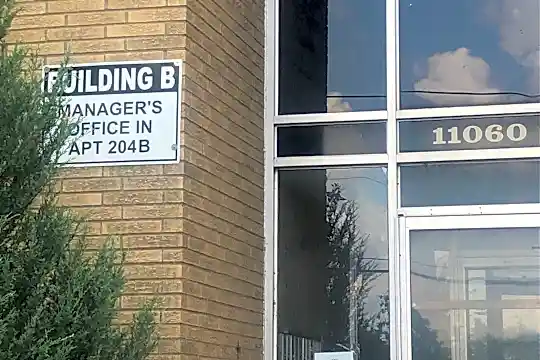 BUILDING B
MANAGER'S
OFFICE IN
APT 204B
11060